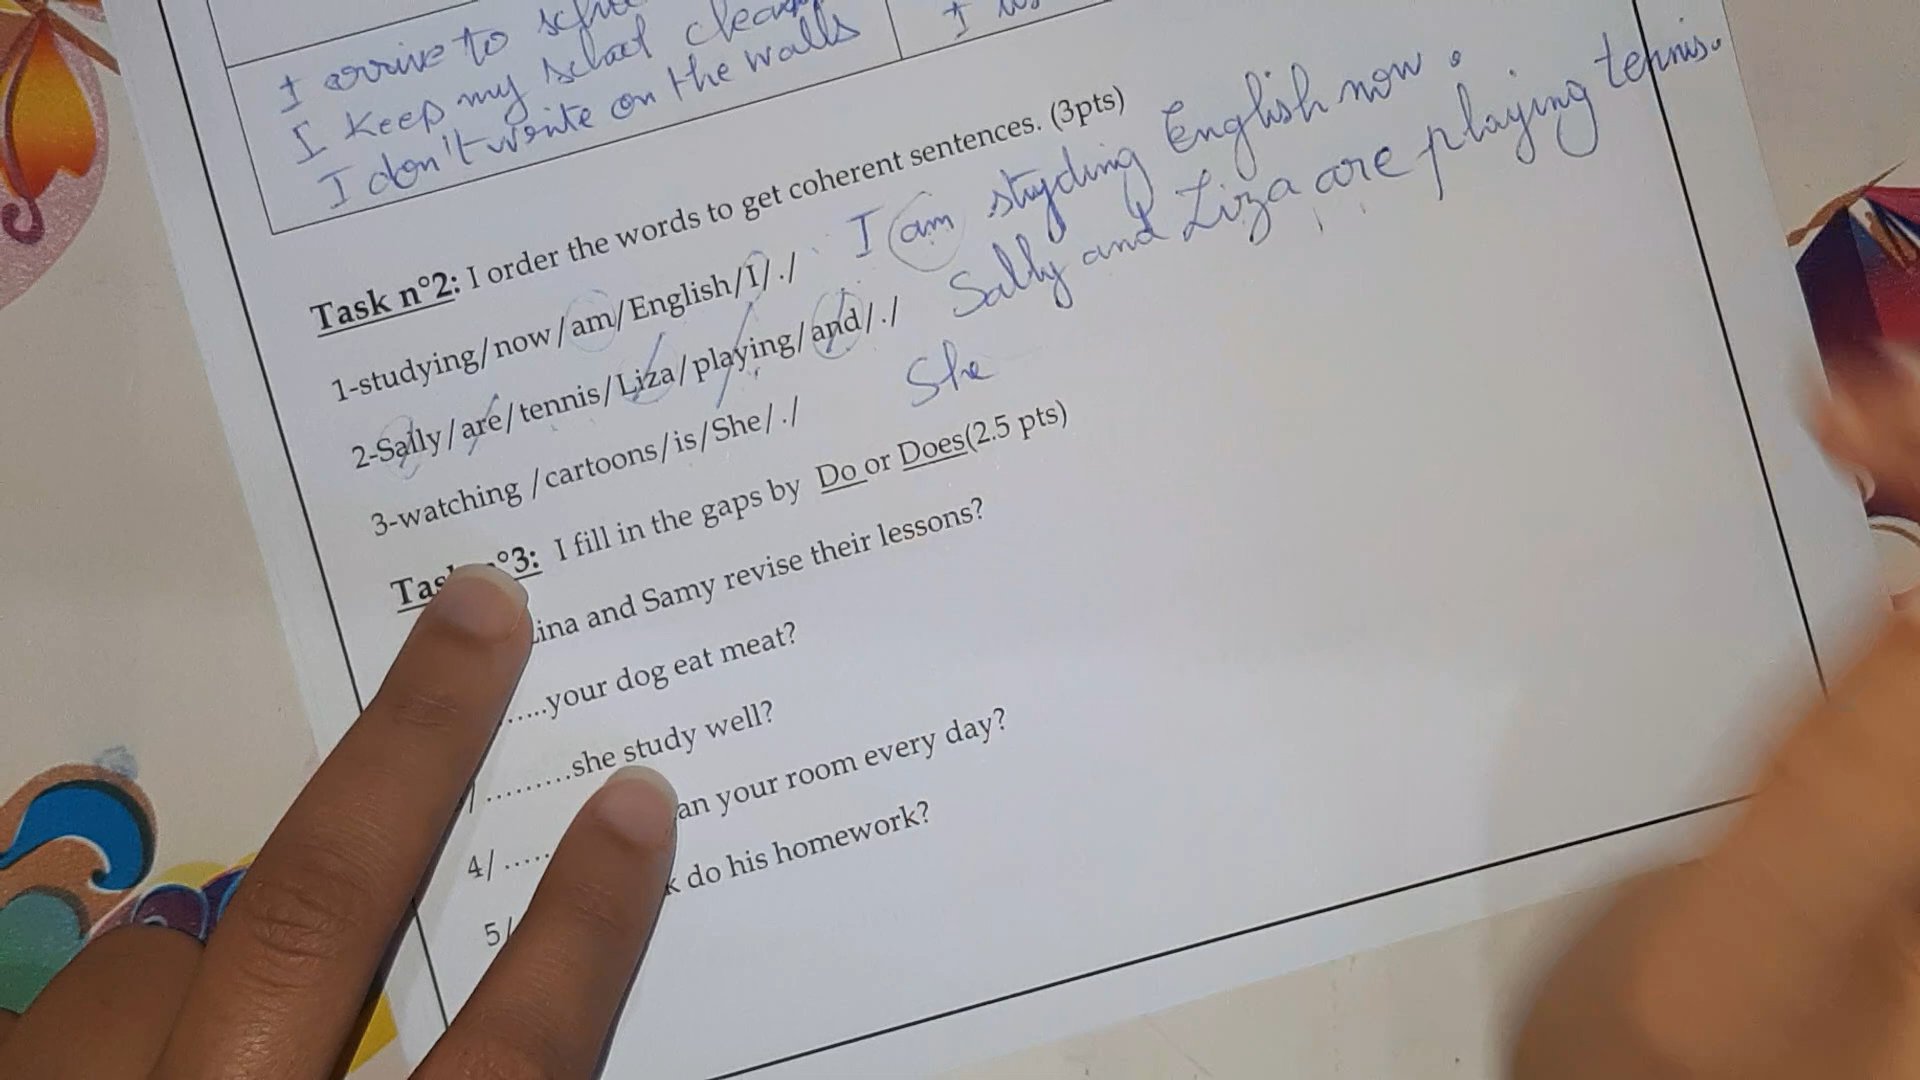 I arrive to
I keep my school clean
I don't write on the walls
I
Task n°2: I order the words to get coherent sentences. (3pts)
1-studying/now/am/English/I/./ I am stuyding English now.
2-Sally/are/tennis/Liza/playing/and/./ Sally and Liza are playing tennis.
3-watching /cartoons/is/She/./ She
n°3: I fill in the gaps by Do or Does(2.5 pts)
and Samy revise their lessons?
.....your dog eat meat?
/.........she study well?
4/ ..... your room every day?
5/ do his homework?